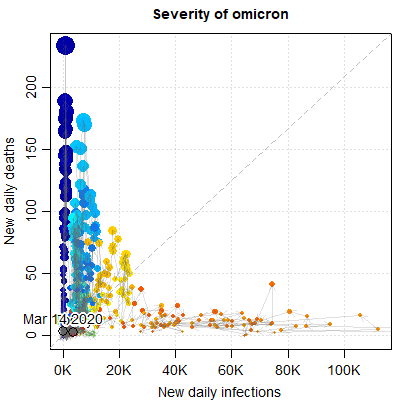 Severity of omicron
New daily deaths
200
150
100
50
0
Mar 14 2020
0K
20K
40K
60K
80K
100K
New daily infections